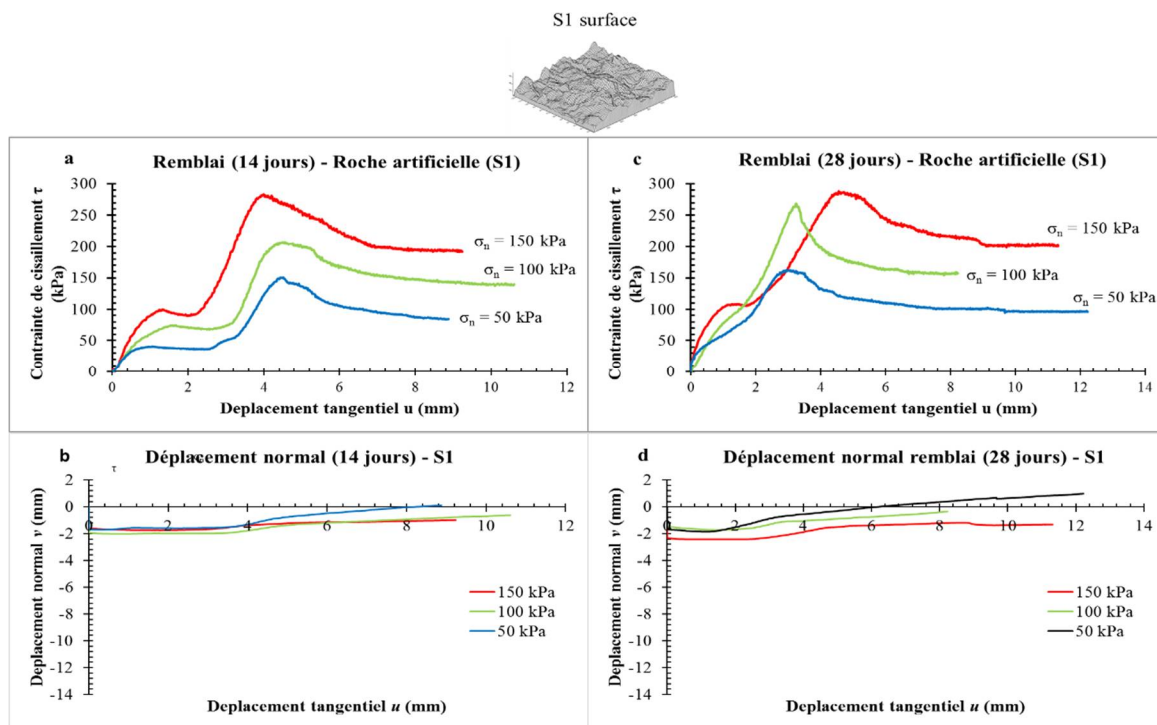 S1 surface
a
Remblai (14 jours) - Roche artificielle (S1)
Contrainte de cisaillement τ
(kPa)
300
250
200
150
100
50
0
σn = 150 kPa
σn = 100 kPa
σn = 50 kPa
0 2 4 6 8 10 12
Deplacement tangentiel u (mm)
c
Remblai (28 jours) - Roche artificielle (S1)
Contrainte de cisaillement τ
(kPa)
300
250
200
150
100
50
0
σn = 150 kPa
σn = 100 kPa
σn = 50 kPa
0 2 4 6 8 10 12 14
Deplacement tangentiel u (mm)
b
Déplacement normal (14 jours) - S1
τ
Deplacement normal v (mm)
2
0
-2
-4
-6
-8
-10
-12
-14
0 2 4 6 8 10 12
150 kPa
100 kPa
50 kPa
Deplacement tangentiel u (mm)
d
Déplacement normal remblai (28 jours) - S1
Deplacement normal v (mm)
2
0
-2
-4
-6
-8
-10
-12
-14
0 2 4 6 8 10 12 14
150 kPa
100 kPa
50 kPa
Deplacement tangentiel u (mm)